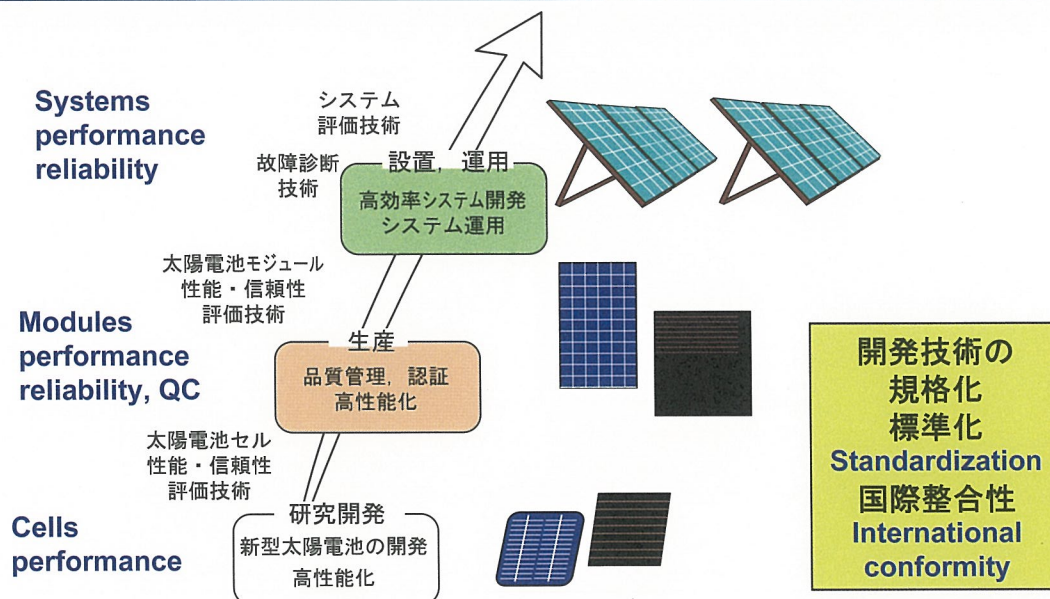 Systems
performance
reliability
システム
評価技術
故障診断
技術
設置，運用
高効率システム開発
システム運用
太陽電池モジュール
性能・信頼性
評価技術
Modules
performance
reliability, QC
生産
品質管理，認証
高性能化
太陽電池セル
性能・信頼性
評価技術
Cells
performance
研究開発
新型太陽電池の開発
高性能化
開発技術の
規格化
標準化
Standardization
国際整合性
International
conformity